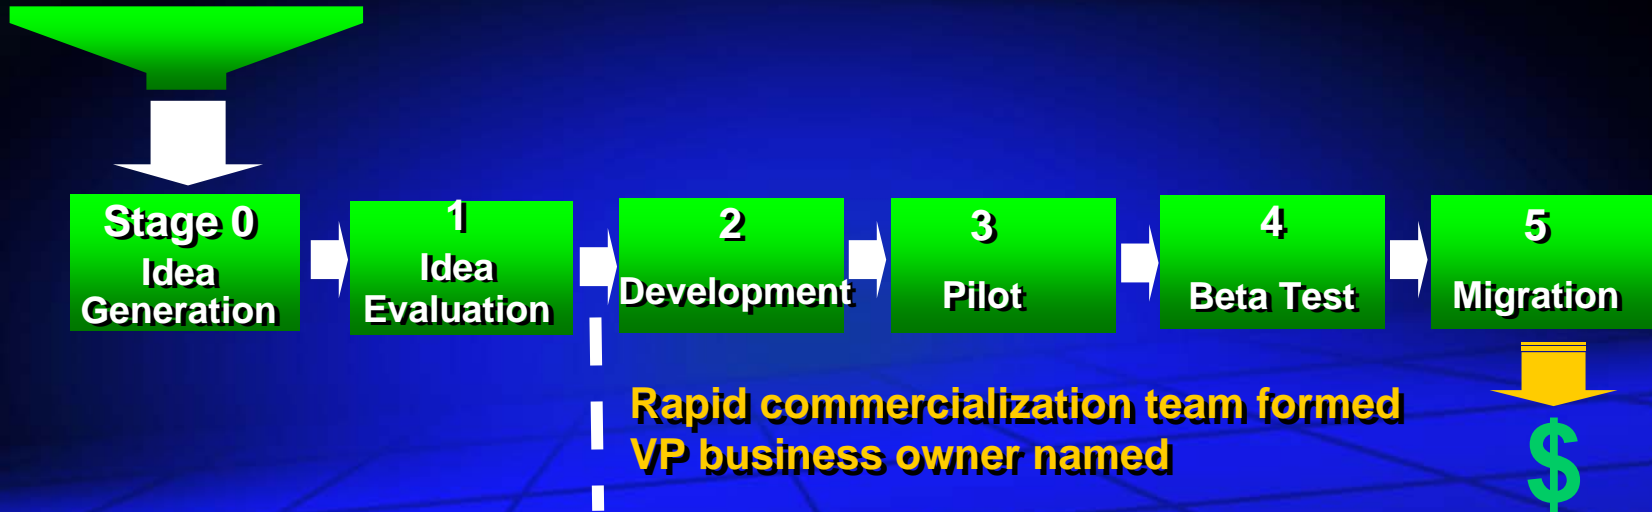 Stage 0
Idea
Generation
1
Idea
Evaluation
2
Development
3
Pilot
4
Beta Test
5
Migration
Rapid commercialization team formed
VP business owner named
$